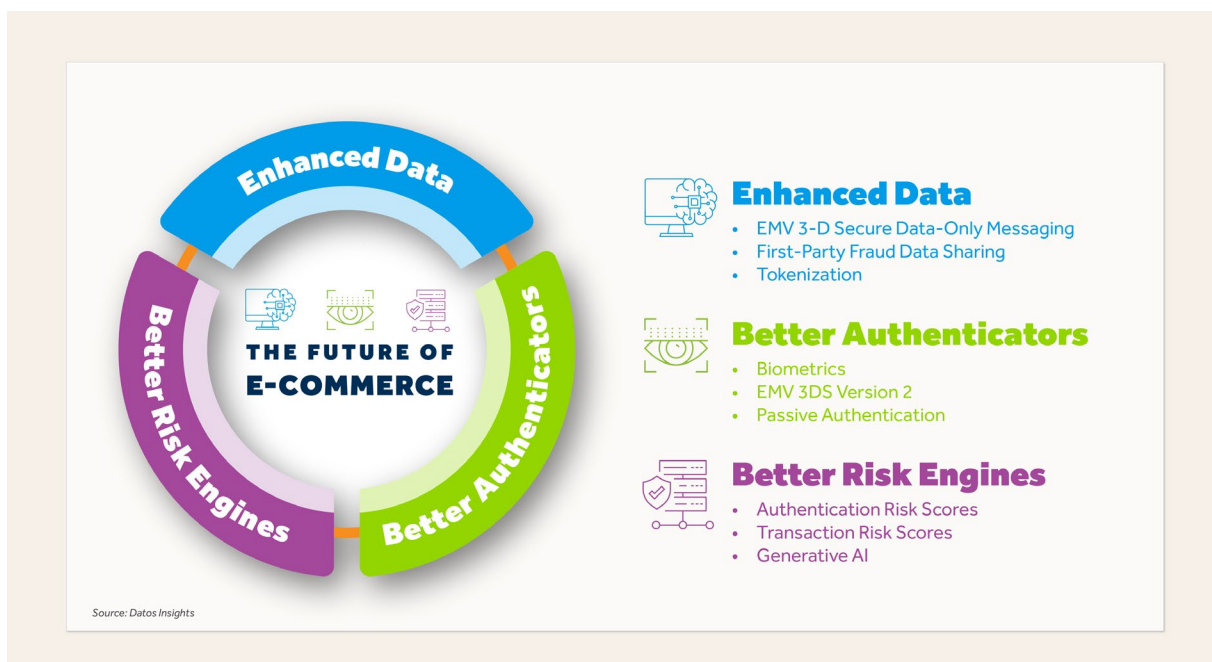 Enhanced Data
Better Authenticators
Better Risk Engines
THE FUTURE OF
E-COMMERCE
Enhanced Data
• EMV 3-D Secure Data-Only Messaging
• First-Party Fraud Data Sharing
• Tokenization
Better Authenticators
• Biometrics
• EMV 3DS Version 2
• Passive Authentication
Better Risk Engines
• Authentication Risk Scores
• Transaction Risk Scores
• Generative AI
Source: Datos Insights